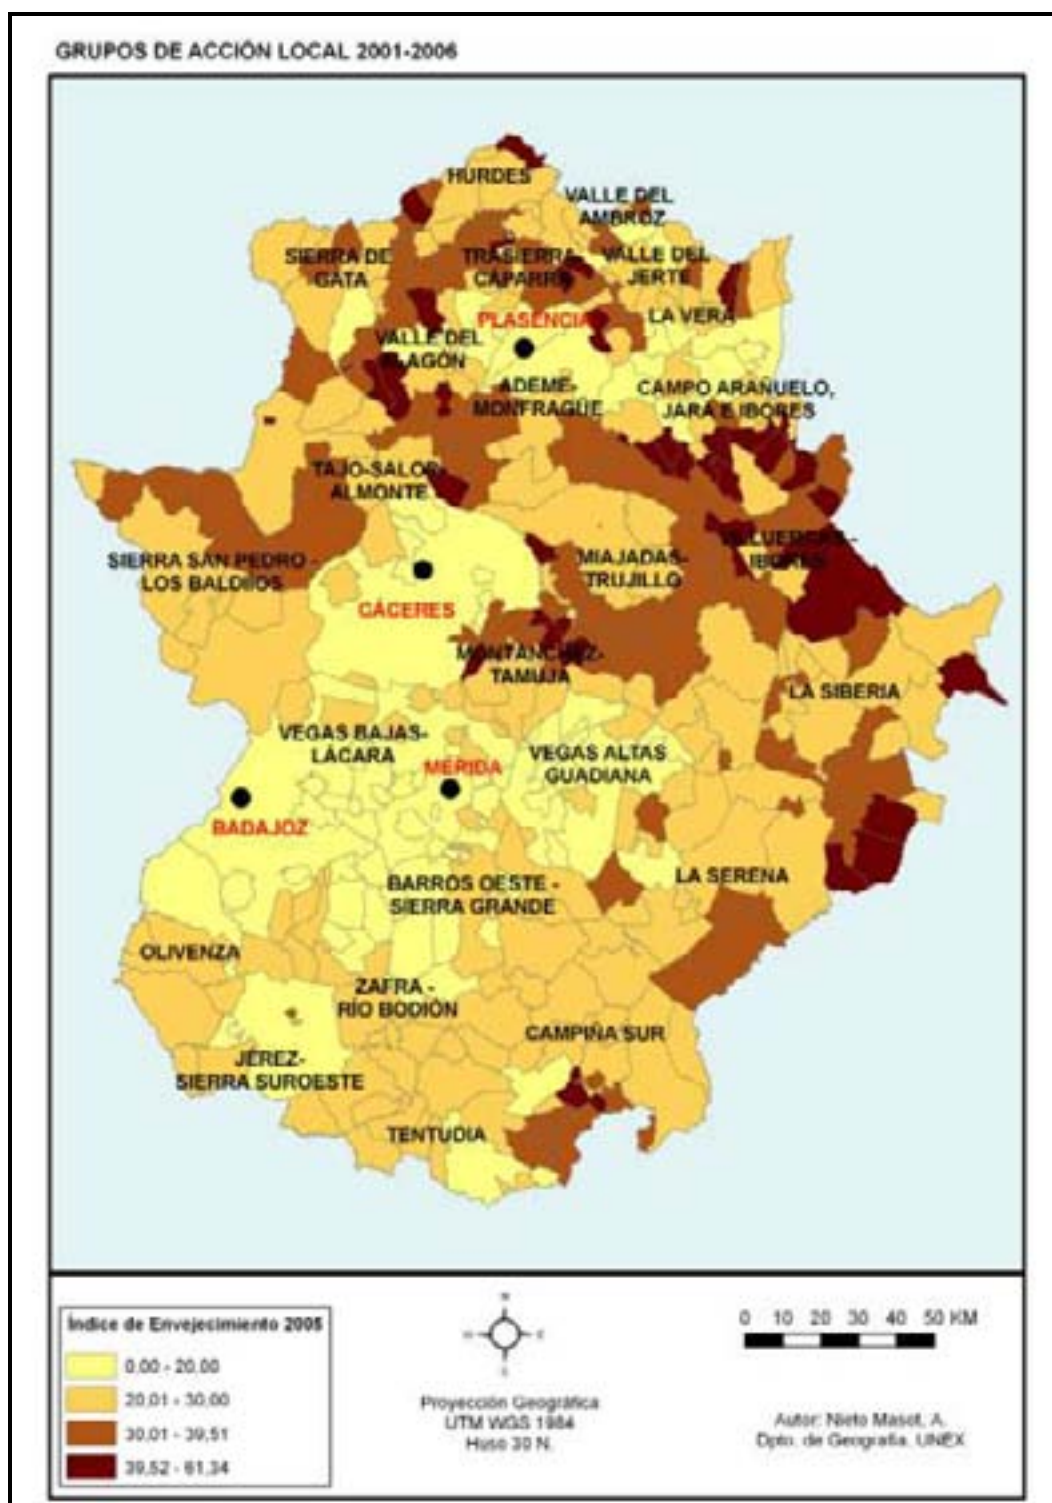 GRUPOS DE ACCIÓN LOCAL 2001-2006
HURDES
VALLE DEL
AMBROZ
SIERRA DE
GATA
TRASIERRA-
CÁPARRA
VALLE DEL
JERTE
PLASENCIA
LA VERA
VALLE DEL
ALAGÓN
ADEME-
MONFRAGÜE
CAMPO ARAÑUELO,
JARA E IBORES
TAJO-SALOR-
ALMONTE
SIERRA SAN PEDRO -
LOS BALDIOS
MIAJADAS-
TRUJILLO
VILLUERCAS -
IBORES
CÁCERES
MONTÁNCHEZ-
TAMUJA
LA SIBERIA
VEGAS BAJAS-
LÁCARA
MÉRIDA
VEGAS ALTAS
GUADIANA
BADAJOZ
LA SERENA
BARROS OESTE -
SIERRA GRANDE
OLIVENZA
ZAFRA -
RÍO BODIÓN
CAMPIÑA SUR
JEREZ-
SIERRA SUROESTE
TENTUDIA
Índice de Envejecimiento 2005
0,00 - 20,00
20,01 - 30,00
30,01 - 39,51
39,52 - 61,34
N
E
S
Proyección Geográfica
UTM WGS 1984
Huso 30 N.
0 10 20 30 40 50 KM
Autor: Nieto Masot, A.
Dpto. de Geografía. UNEX